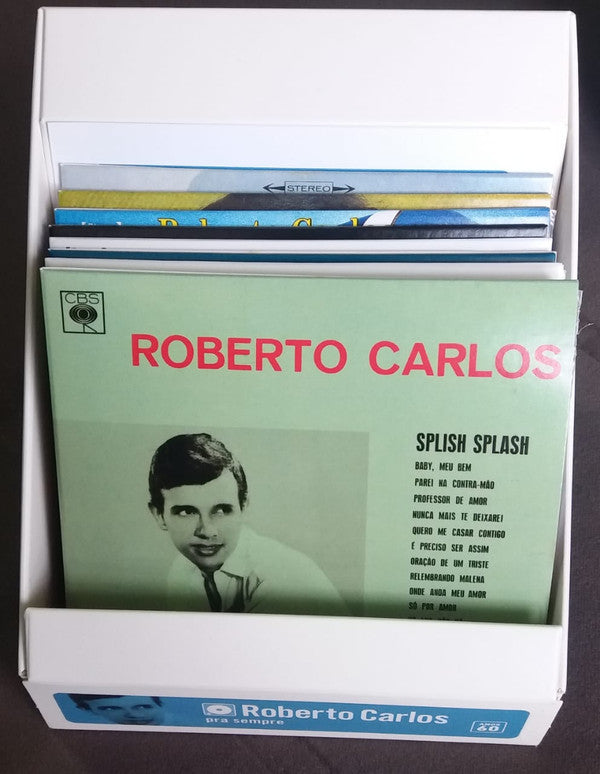 STEREO
CBS
ROBERTO CARLOS
SPLISH SPLASH
BABY, MEU BEM
PAREI NA CONTRA-MÃO
PROFESSOR DE AMOR
NUNCA MAIS TE DEIXAREI
QUERO ME CASAR CONTIGO
É PRECISO SER ASSIM
ORAÇÃO DE UM TRISTE
RELEMBRANDO MALENA
ONDE ANDA MEU AMOR
SÓ POR AMOR
Roberto Carlos
pra sempre
ANOS
60